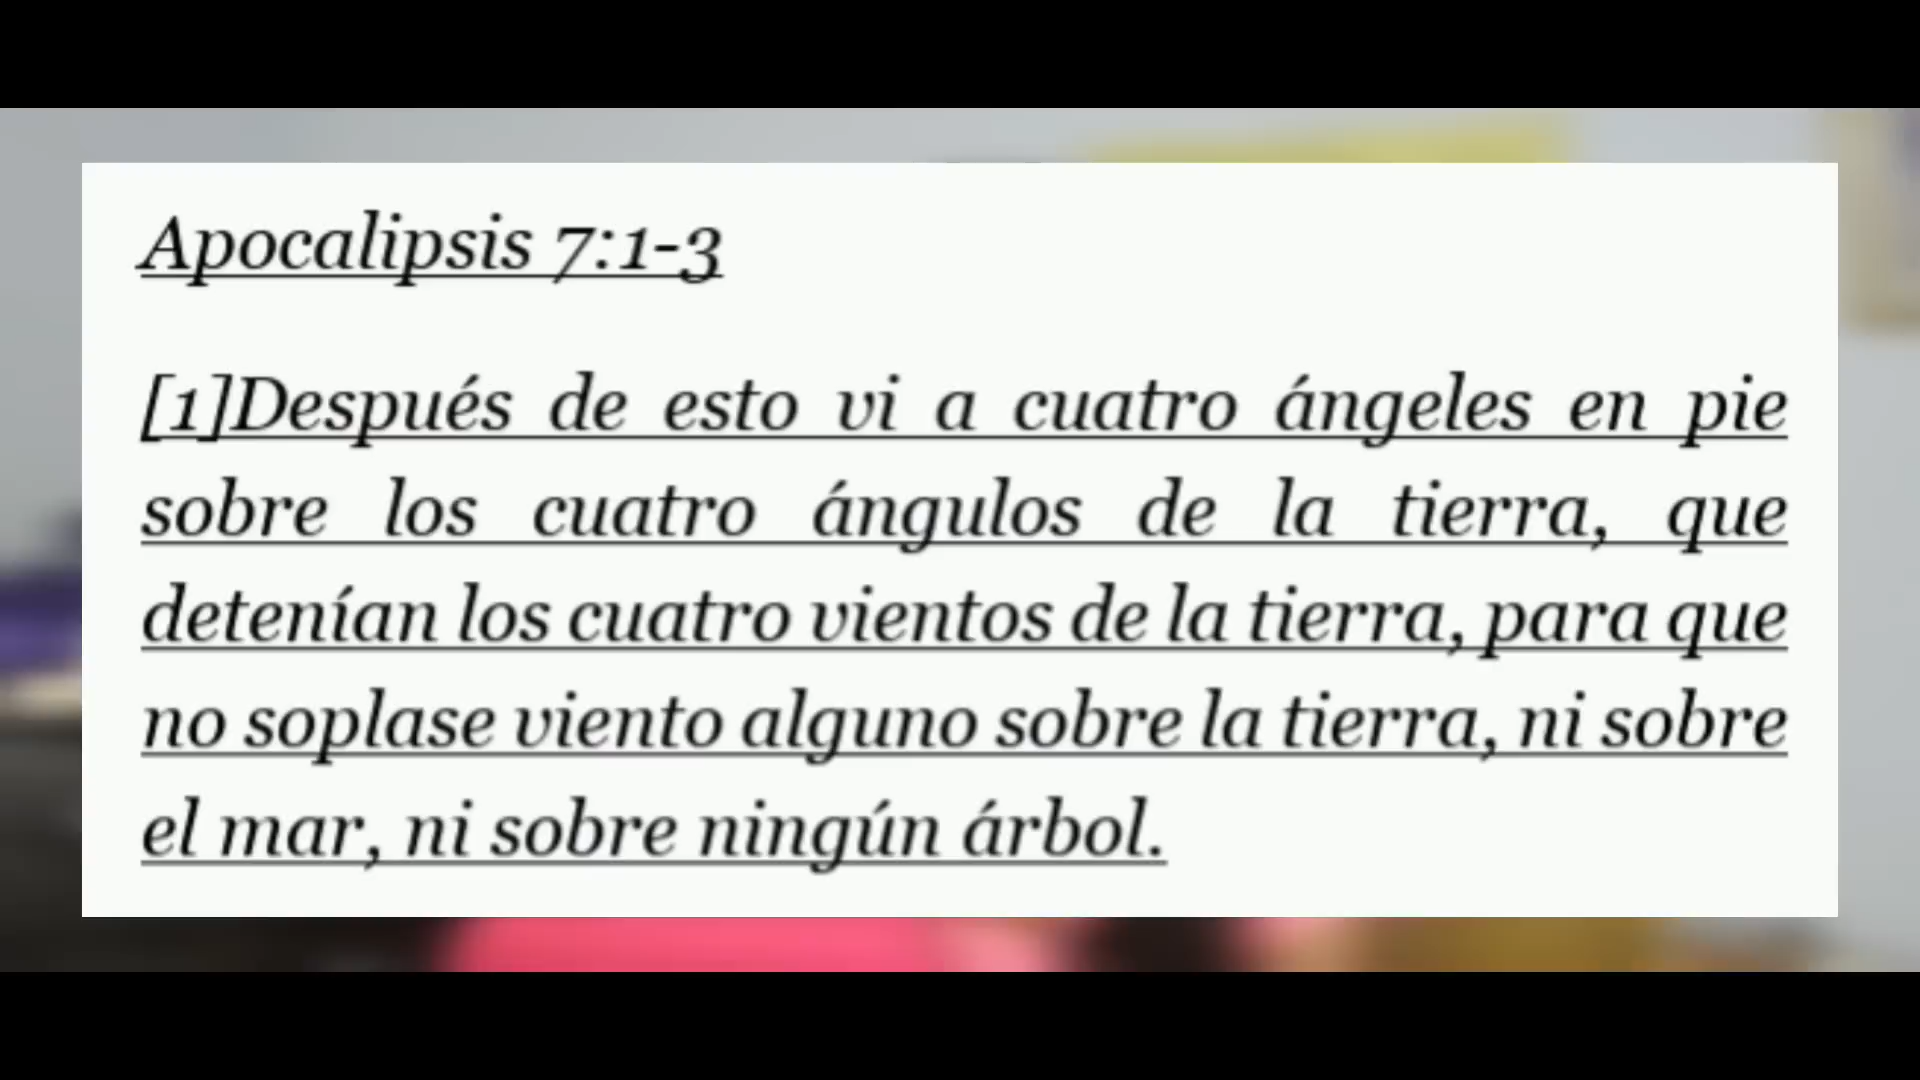 Apocalipsis 7:1-3
[1]Después de esto vi a cuatro ángeles en pie
sobre los cuatro ángulos de la tierra, que
detenían los cuatro vientos de la tierra, para que
no soplase viento alguno sobre la tierra, ni sobre
el mar, ni sobre ningún árbol.